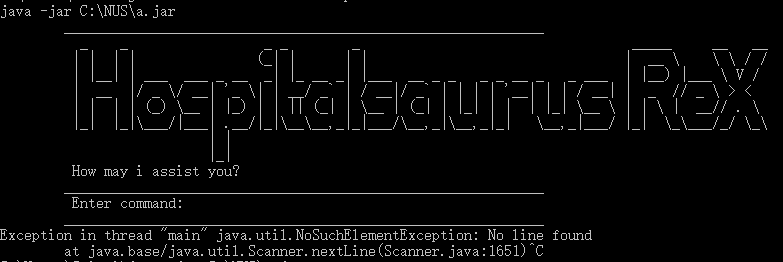 java -jar C:\NUS\a.jar
Hospitalsaurus ReX
How may i assist you?
Enter command:
Exception in thread "main" java.util.NoSuchElementException: No line found
at java.base/java.util.Scanner.nextLine(Scanner.java:1651)^C